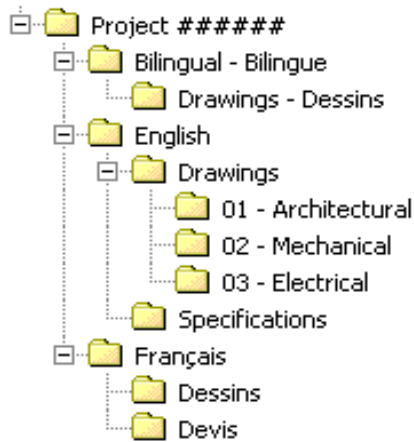 Project ######
Bilingual - Bilingue
Drawings - Dessins
English
Drawings
01 - Architectural
02 - Mechanical
03 - Electrical
Specifications
Français
Dessins
Devis